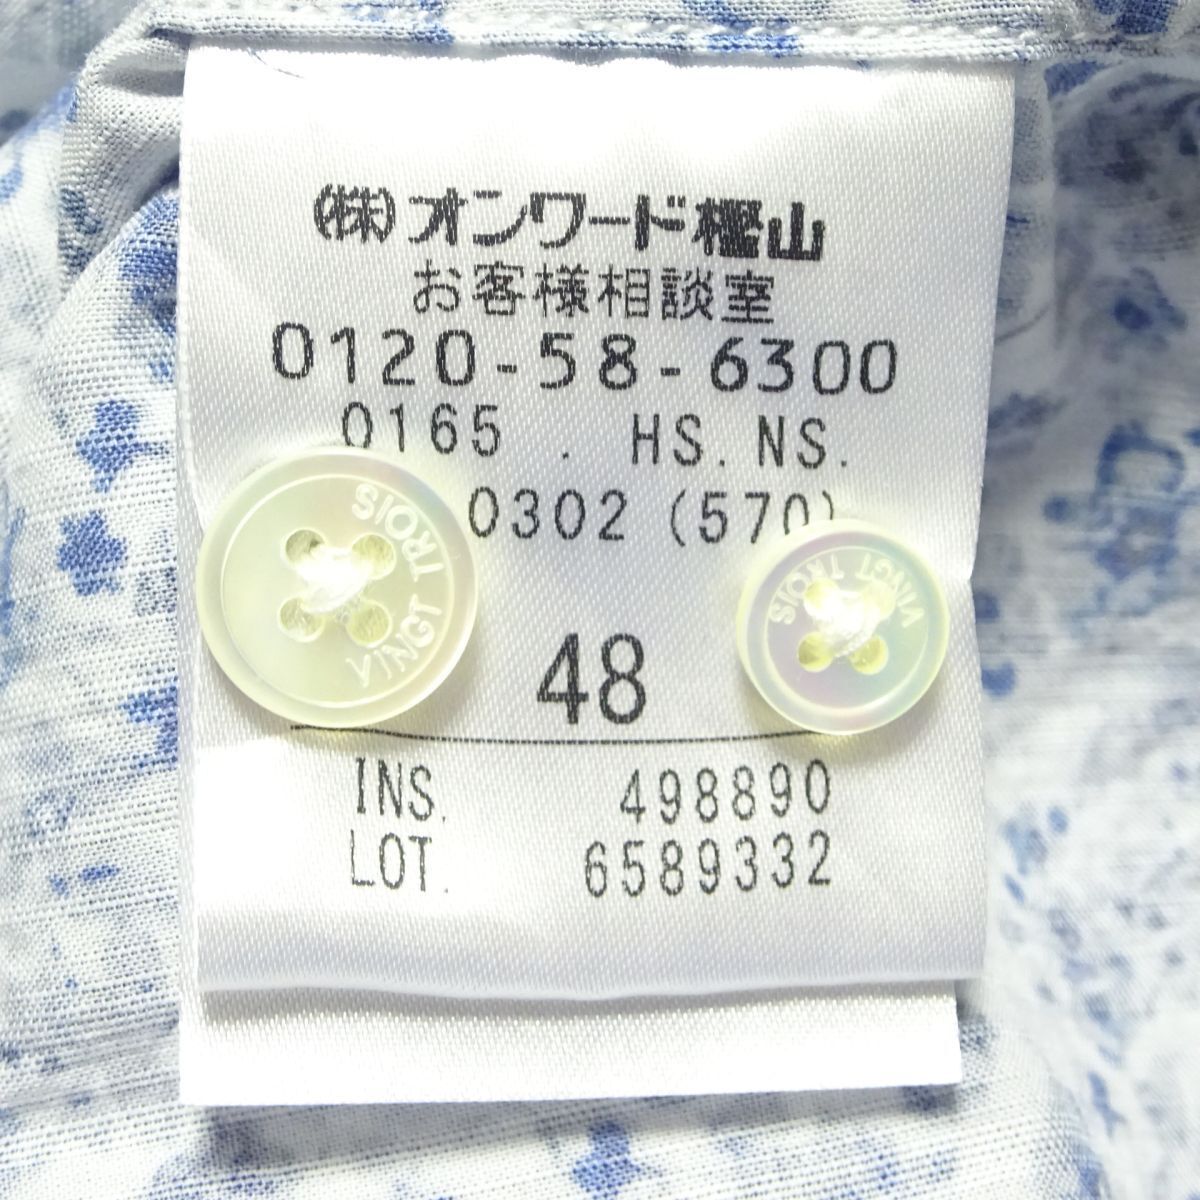 (株)オンワード樫山
お客様相談室
0120-58-6300
0165 . HS.NS.
0302 (570)
VINGT TROIS
VINGT TROIS
48
INS. 498890
LOT. 6589332